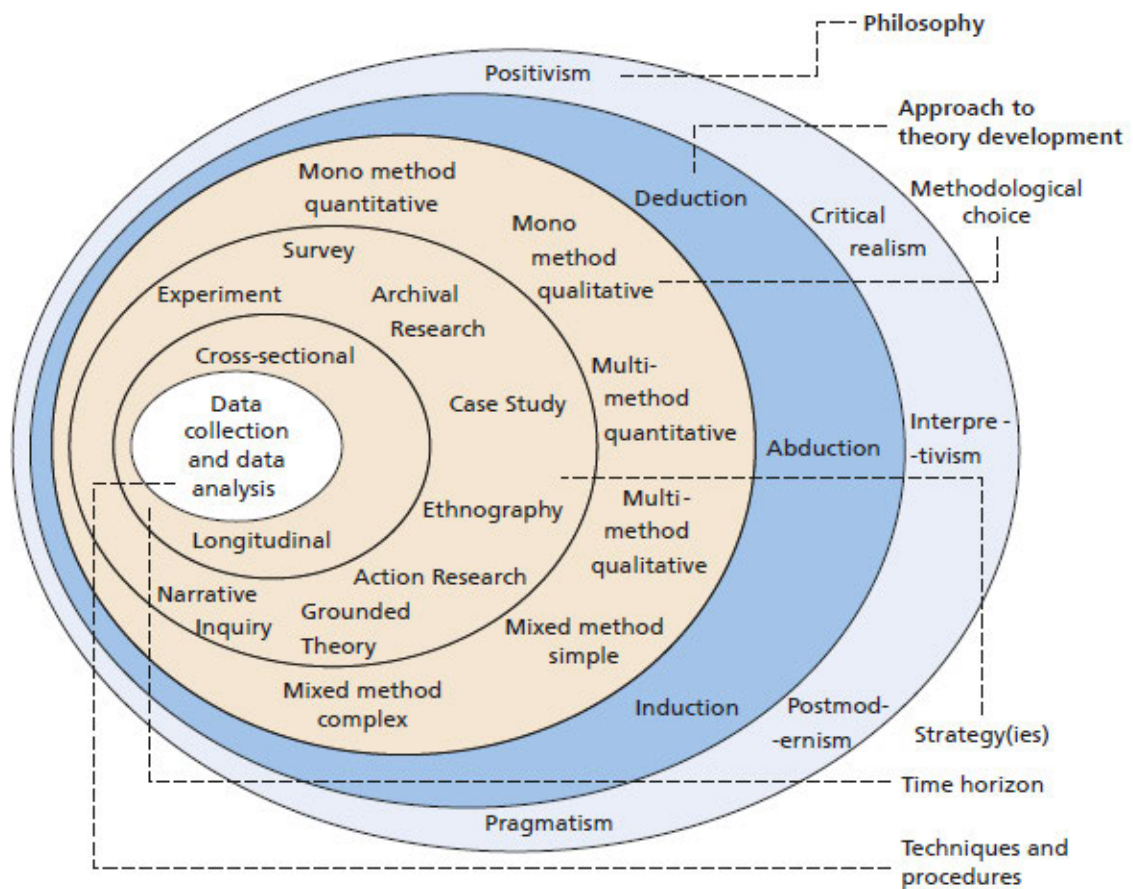 Philosophy
Positivism
Approach to
theory development
Mono method
quantitative
Deduction
Methodological
choice
Critical
realism
Mono
method
qualitative
Survey
Experiment
Archival
Research
Cross-sectional
Multi-
method
quantitative
Case Study
Data
collection
and data
analysis
Abduction
Interpre -
-tivism
Ethnography
Multi-
method
qualitative
Longitudinal
Action Research
Narrative
Inquiry
Grounded
Theory
Mixed method
simple
Mixed method
complex
Induction
Postmod-
-ernism
Strategy(ies)
Time horizon
Pragmatism
Techniques and
procedures